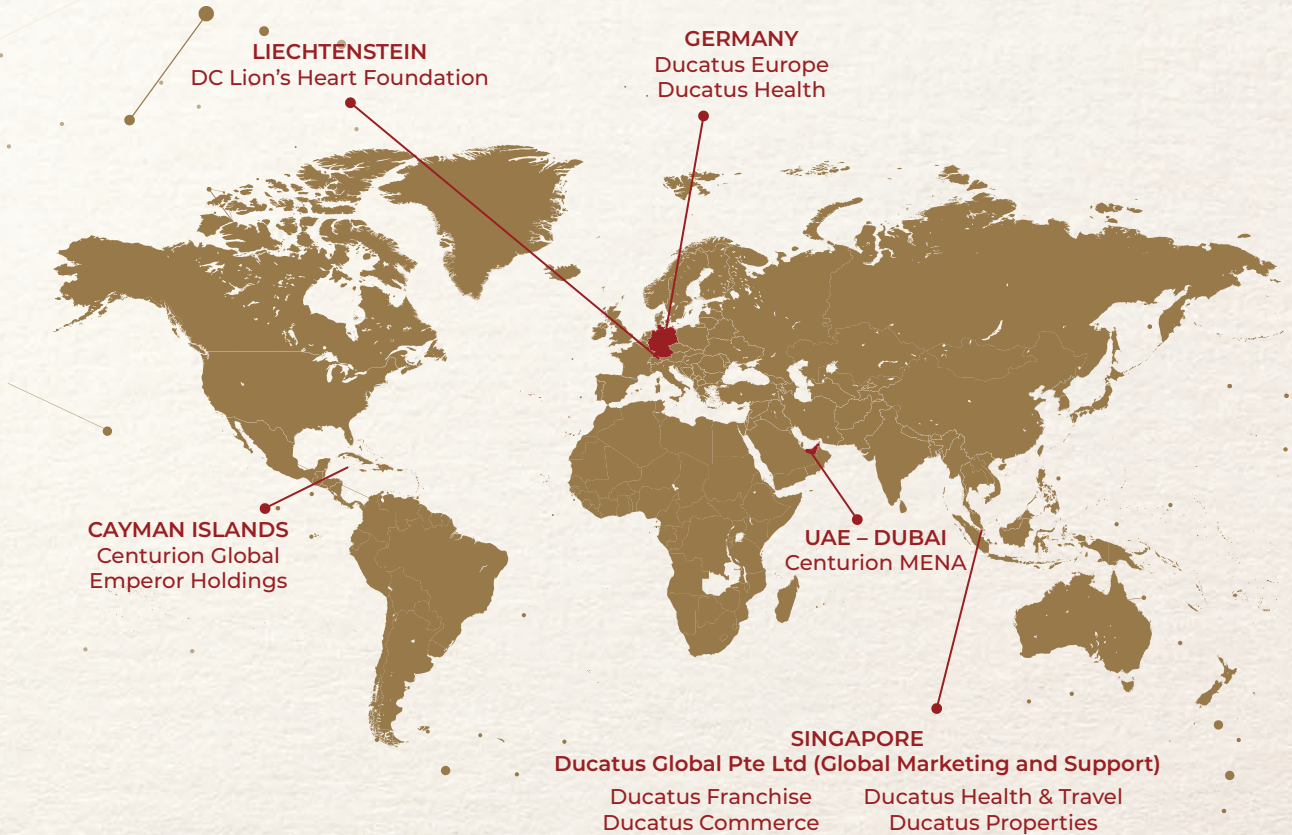 LIECHTENSTEIN
DC Lion's Heart Foundation
GERMANY
Ducatus Europe
Ducatus Health
CAYMAN ISLANDS
Centurion Global
Emperor Holdings
UAE – DUBAI
Centurion MENA
SINGAPORE
Ducatus Global Pte Ltd (Global Marketing and Support)
Ducatus Franchise
Ducatus Commerce
Ducatus Health & Travel
Ducatus Properties